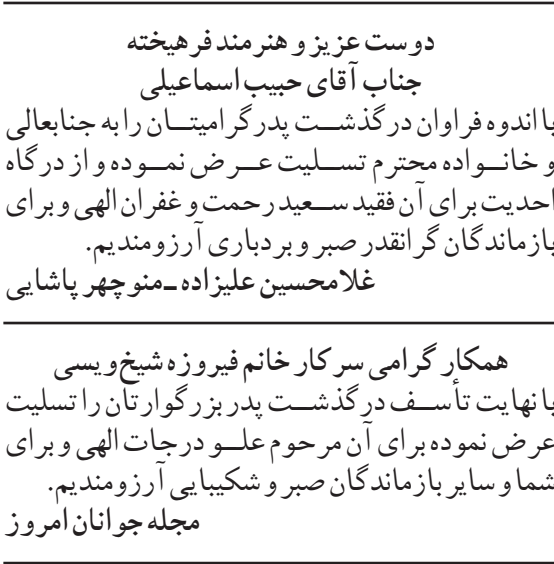 دوست عزیز و هنرمند فرهیخته
جناب آقای حبیب اسماعیلی
با اندوه فراوان درگذشت پدر گرامیتان را به جنابعالی
و خانواده محترم تسلیت عرض نموده و از درگاه
احدیت برای آن فقید سعید رحمت و غفران الهی و برای
بازماندگان گرانقدر صبر و بردباری آرزومندیم.
غلامحسین علیزاده ـ منوچهر پاشایی
همکار گرامی سرکار خانم فیروزه شیخ‌ویسی
با نهایت تأسف درگذشت پدر بزرگوارتان را تسلیت
عرض نموده برای آن مرحوم علو درجات الهی و برای
شما و سایر بازماندگان صبر و شکیبایی آرزومندیم.
مجله جوانان امروز